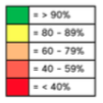 = > 90%
= 80 - 89%
= 60 - 79%
= 40 - 59%
= < 40%